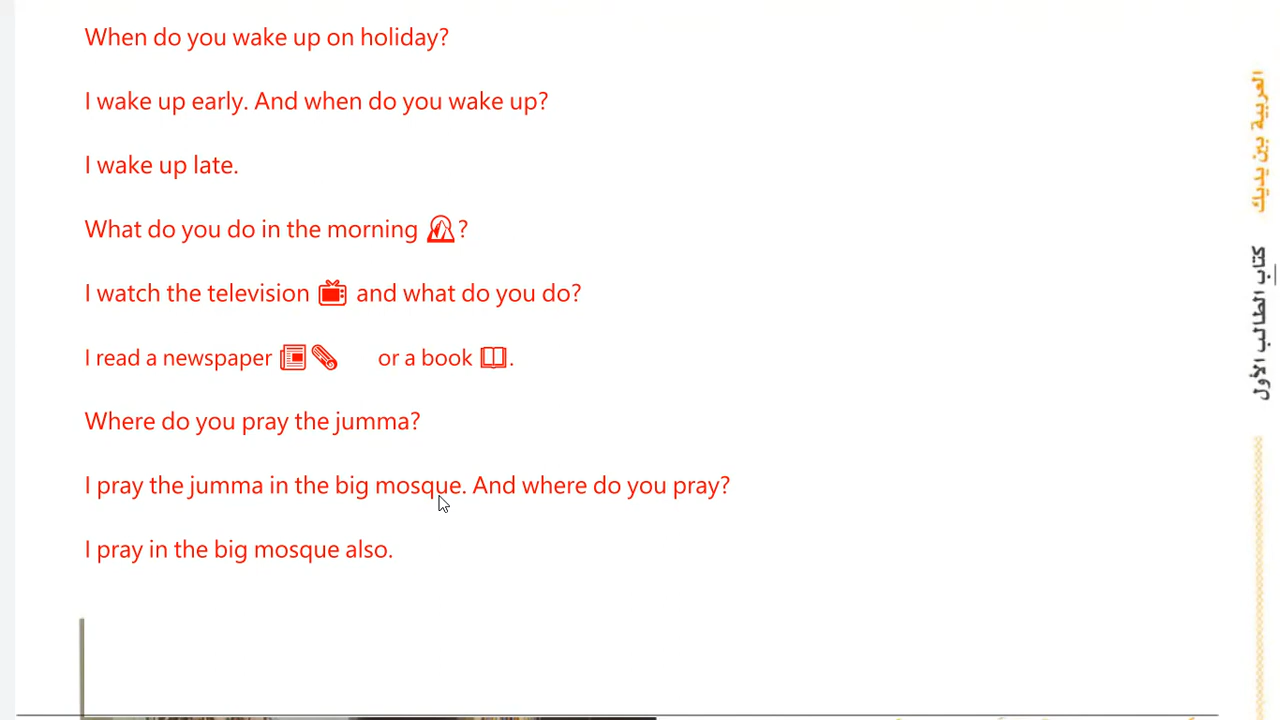 When do you wake up on holiday?
I wake up early. And when do you wake up?
I wake up late.
What do you do in the morning ?
I watch the television and what do you do?
I read a newspaper or a book .
Where do you pray the jumma?
I pray the jumma in the big mosque. And where do you pray?
I pray in the big mosque also.
العربية بين يديك
كتاب الطالب الأول